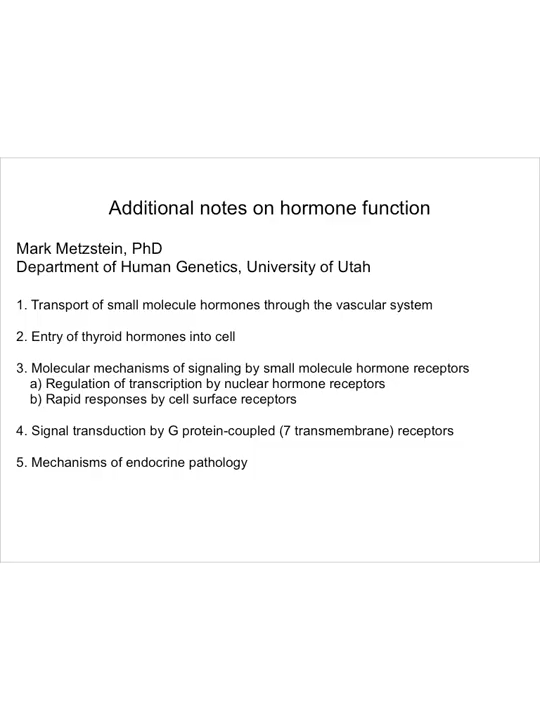 Additional notes on hormone function
Mark Metzstein, PhD
Department of Human Genetics, University of Utah
1. Transport of small molecule hormones through the vascular system
2. Entry of thyroid hormones into cell
3. Molecular mechanisms of signaling by small molecule hormone receptors
a) Regulation of transcription by nuclear hormone receptors
b) Rapid responses by cell surface receptors
4. Signal transduction by G protein-coupled (7 transmembrane) receptors
5. Mechanisms of endocrine pathology